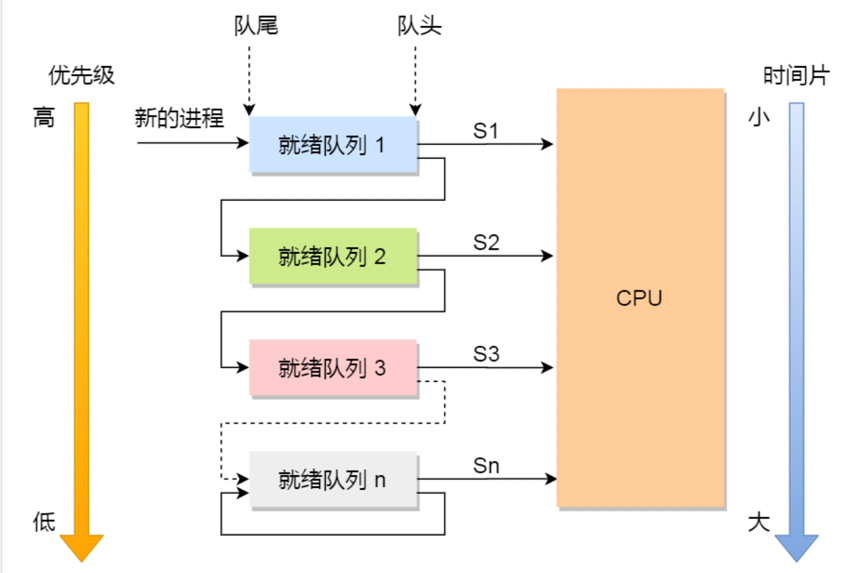 队尾
队头
优先级
时间片
高
新的进程
小
就绪队列 1
S1
就绪队列 2
S2
CPU
就绪队列 3
S3
就绪队列 n
Sn
低
大